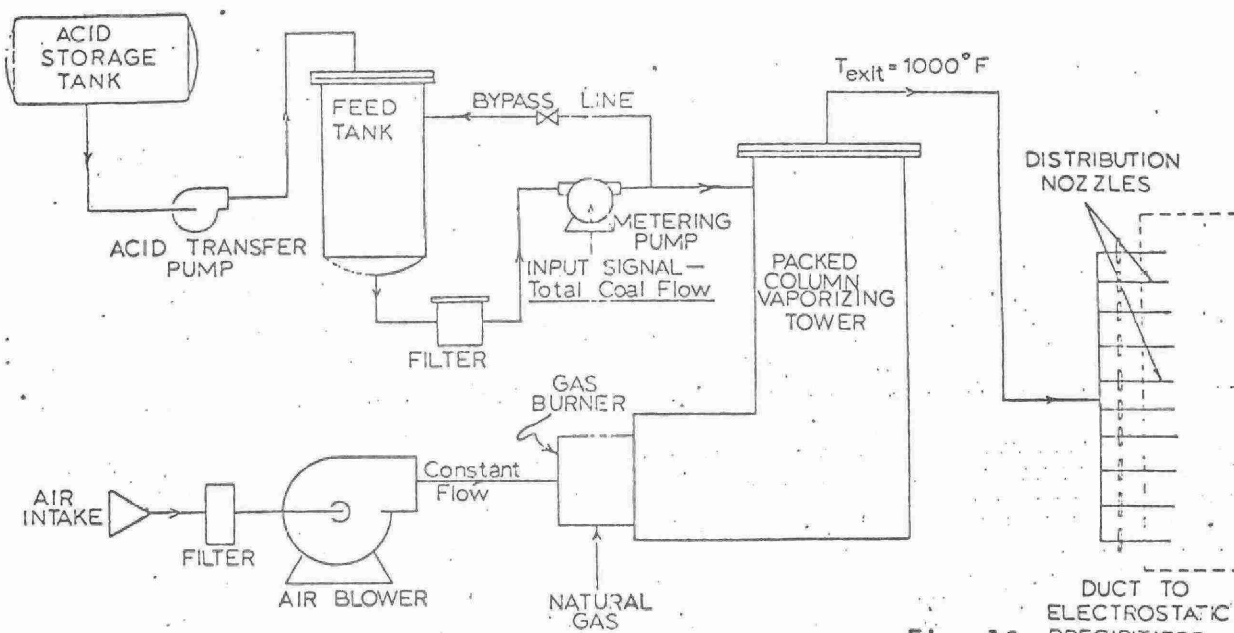 ACID
STORAGE
TANK
ACID TRANSFER
PUMP
FEED
TANK
BYPASS LINE
METERING
PUMP
INPUT SIGNAL—
Total Coal Flow
FILTER
Texit = 1000°F
PACKED
COLUMN
VAPORIZING
TOWER
DISTRIBUTION
NOZZLES
GAS
BURNER
Constant
Flow
AIR
INTAKE
FILTER
AIR BLOWER
NATURAL
GAS
DUCT TO
ELECTROSTATIC